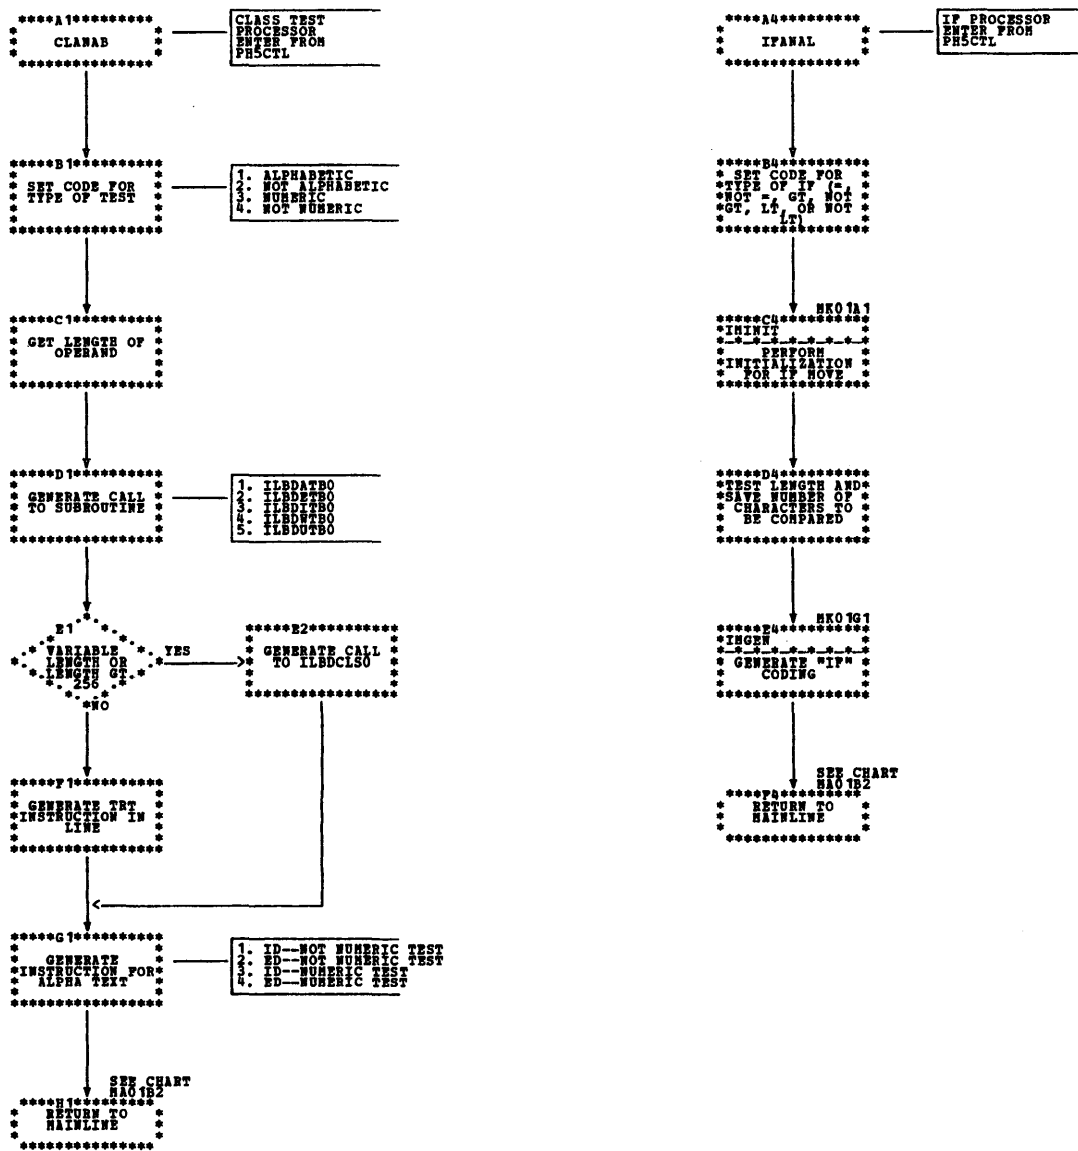 A1
CLANAB
CLASS TEST
PROCESSOR
ENTER FROM
PH5CTL
B1
SET CODE FOR
TYPE OF TEST
1. ALPHABETIC
2. NOT ALPHABETIC
3. NUMERIC
4. NOT NUMERIC
C1
GET LENGTH OF
OPERAND
D1
GENERATE CALL
TO SUBROUTINE
1. ILBDATB0
2. ILBDETB0
3. ILBDITB0
4. ILBDWTB0
5. ILBDUTB0
E1
VARIABLE
LENGTH OR
LENGTH GT
256
YES
NO
E2
GENERATE CALL
TO ILBDCLS0
F1
GENERATE TRT
INSTRUCTION IN
LINE
G1
GENERATE
INSTRUCTION FOR
ALPHA TEXT
1. ID--NOT NUMERIC TEST
2. ED--NOT NUMERIC TEST
3. ID--NUMERIC TEST
4. ED--NUMERIC TEST
SEE CHART
MA01B2
H1
RETURN TO
MAINLINE
A4
IFANAL
IF PROCESSOR
ENTER FROM
PH5CTL
B4
SET CODE FOR
TYPE OF IF (=,
NOT =, GT, NOT
GT, LT, OR NOT
LT)
MK01A1
C4
IMINIT
PERFORM
INITIALIZATION
FOR IF MOVE
D4
TEST LENGTH AND
SAVE NUMBER OF
CHARACTERS TO
BE COMPARED
MK01G1
E4
IMGEN
GENERATE "IF"
CODING
SEE CHART
MA01B2
F4
RETURN TO
MAINLINE